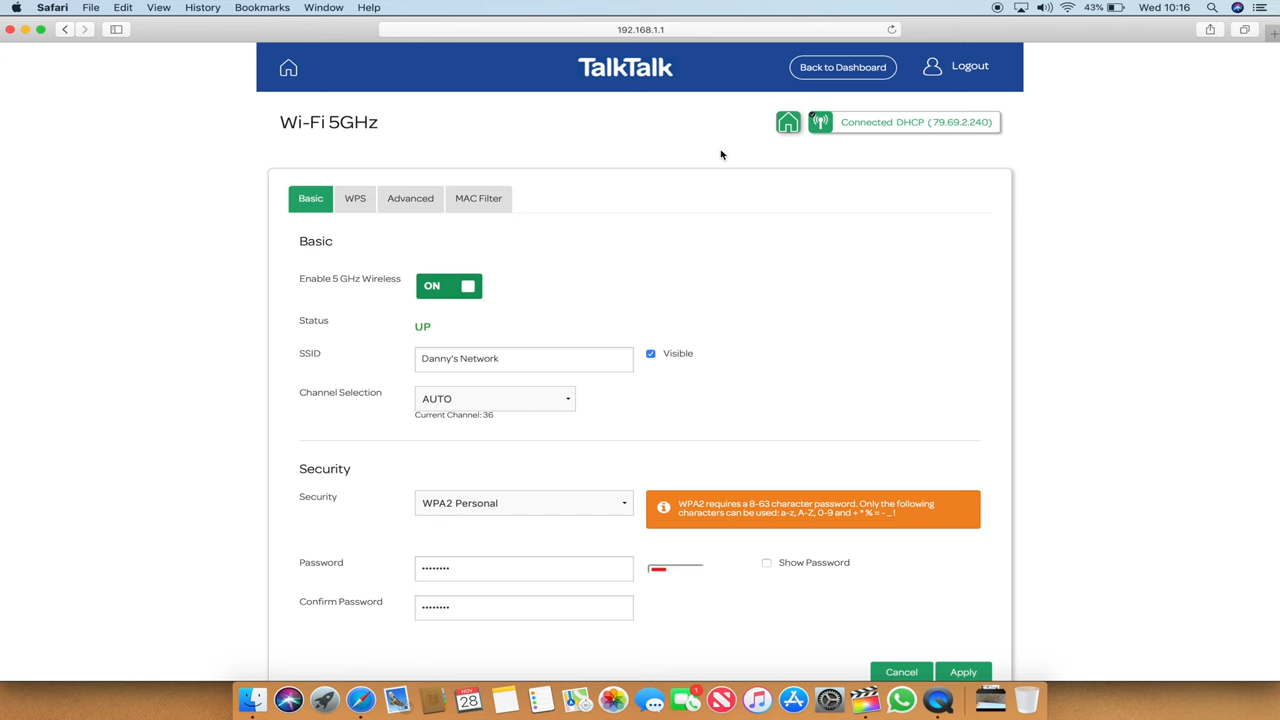 Safari File Edit View History Bookmarks Window Help 43% Wed 10:16
192.168.1.1
TalkTalk Back to Dashboard Logout
Wi-Fi 5GHz Connected DHCP (79.69.2.240)
Basic WPS Advanced MAC Filter
Basic
Enable 5 GHz Wireless ON
Status UP
SSID Danny's Network Visible
Channel Selection AUTO
Current Channel: 36
Security
Security WPA2 Personal
WPA2 requires a 8-63 character password. Only the following
characters can be used: a-z, A-Z, 0-9 and + * % = - _ !
Password •••••••• Show Password
Confirm Password ••••••••
Cancel Apply
NOV
28
1